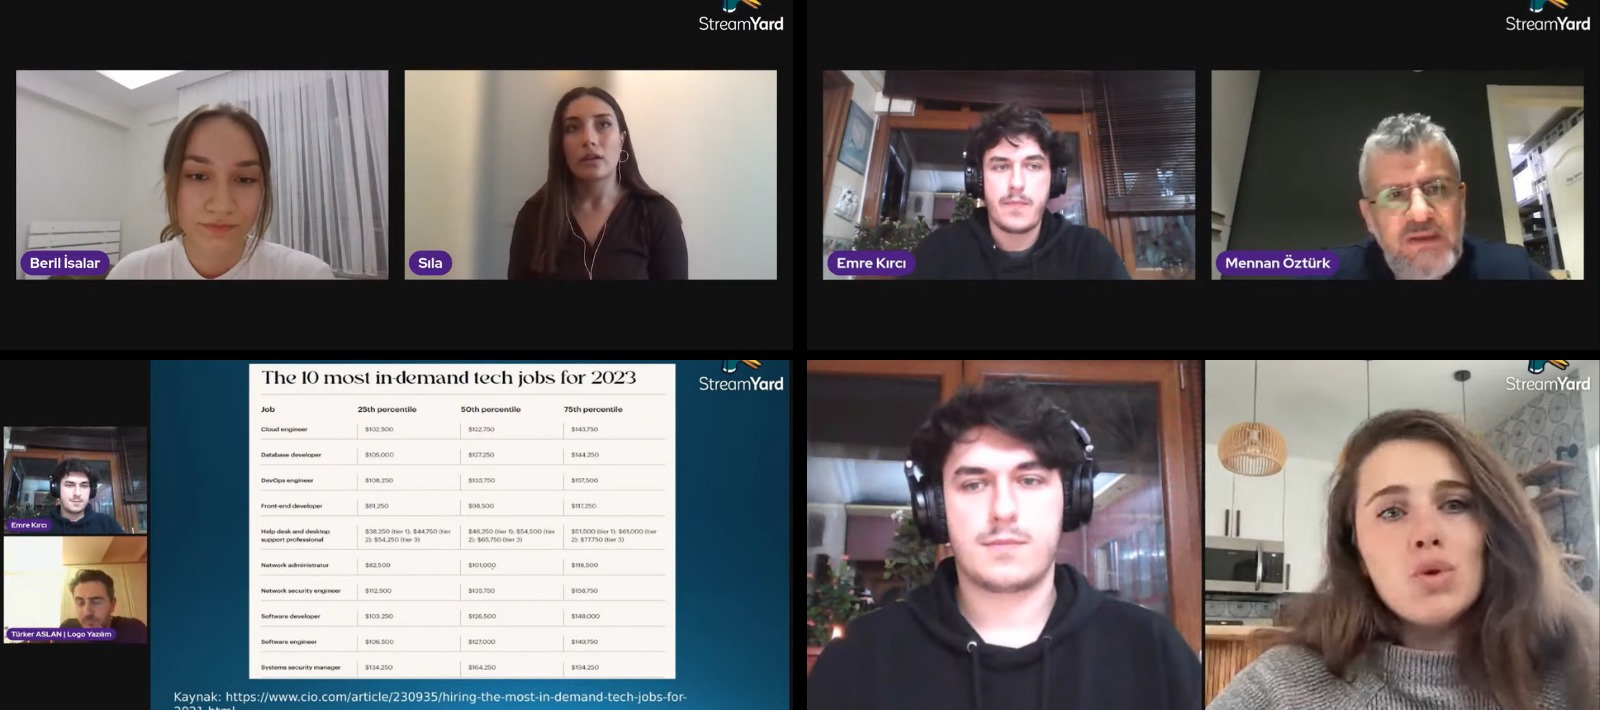 StreamYard
Beril İsalar
Sıla
StreamYard
Emre Kırcı
Mennan Öztürk
StreamYard
Emre Kırcı
Türker ASLAN | Logo Yazılım
The 10 most in-demand tech jobs for 2023
Job 25th percentile 50th percentile 75th percentile
Cloud engineer $102,500 $122,750 $143,750
Database developer $105,000 $127,250 $144,250
DevOps engineer $108,250 $133,750 $157,500
Front-end developer $81,250 $98,500 $117,250
Help desk and desktop $38,250 (tier 1); $44,750 (tier $46,250 (tier 1); $54,500 (tier $51,500 (tier 1); $61,000 (tier
support professional 2); $54,250 (tier 3) 2); $65,750 (tier 3) 2); $77,750 (tier 3)
Network administrator $82,500 $101,000 $118,500
Network security engineer $112,500 $135,750 $158,750
Software developer $103,250 $126,500 $148,000
Software engineer $106,500 $127,000 $149,750
Systems security manager $134,250 $164,250 $194,250
Kaynak: https://www.cio.com/article/230935/hiring-the-most-in-demand-tech-jobs-for-
2021.html
StreamYard